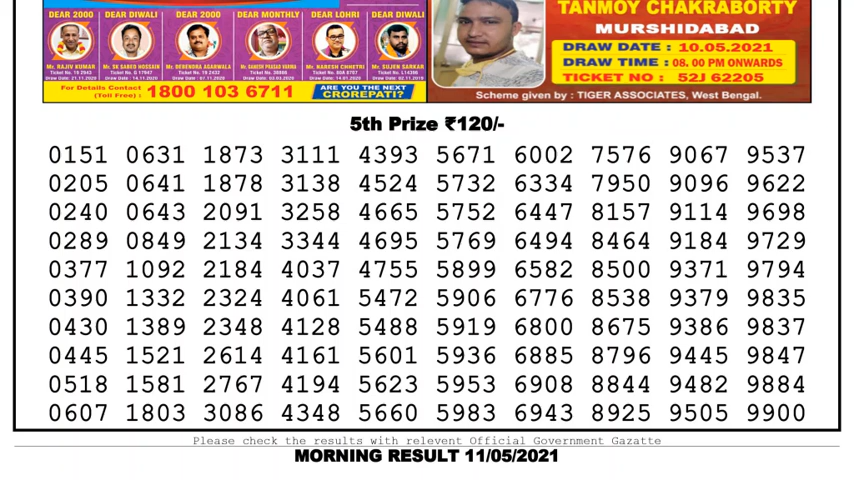 DEAR 2000 DEAR DIWALI DEAR 2000 DEAR MONTHLY DEAR LOHRI DEAR DIWALI
Mr. RAJIV KUMAR Mr. SK SABED HOSSAIN Mr. DEBENDRA AGARWALA Mr. GANESH PRASAD VARMA Mr. KARESH CHHETRI Mr. SUJEN SARKAR
For Details Contact
(Toll Free) : 1800 103 6711
ARE YOU THE NEXT
CROREPATI?
TANMOY CHAKRABORTY
MURSHIDABAD
DRAW DATE : 10.05.2021
DRAW TIME : 08. 00 PM ONWARDS
TICKET NO : 52J 62205
Scheme given by : TIGER ASSOCIATES, West Bengal.
5th Prize ₹120/-
0151 0631 1873 3111 4393 5671 6002 7576 9067 9537
0205 0641 1878 3138 4524 5732 6334 7950 9096 9622
0240 0643 2091 3258 4665 5752 6447 8157 9114 9698
0289 0849 2134 3344 4695 5769 6494 8464 9184 9729
0377 1092 2184 4037 4755 5899 6582 8500 9371 9794
0390 1332 2324 4061 5472 5906 6776 8538 9379 9835
0430 1389 2348 4128 5488 5919 6800 8675 9386 9837
0445 1521 2614 4161 5601 5936 6885 8796 9445 9847
0518 1581 2767 4194 5623 5953 6908 8844 9482 9884
0607 1803 3086 4348 5660 5983 6943 8925 9505 9900
Please check the results with relevent Official Government Gazatte
MORNING RESULT 11/05/2021